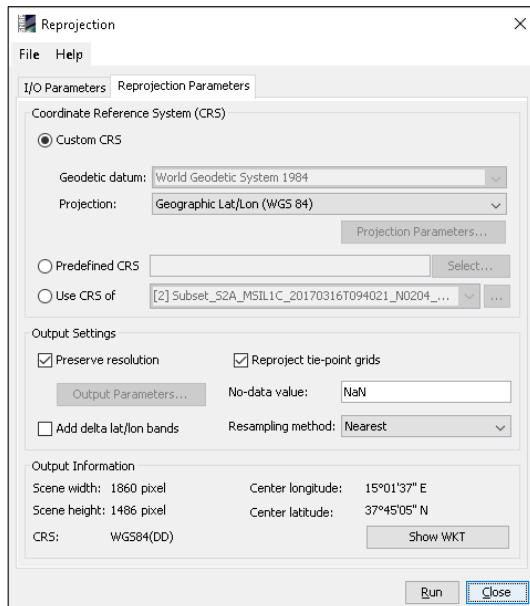 Reprojection
File Help
I/O Parameters Reprojection Parameters
Coordinate Reference System (CRS)
Custom CRS
Geodetic datum: World Geodetic System 1984
Projection: Geographic Lat/Lon (WGS 84)
Projection Parameters...
Predefined CRS Select...
Use CRS of [2] Subset_S2A_MSIL1C_20170316T094021_N0204_... ...
Output Settings
Preserve resolution Reproject tie-point grids
Output Parameters... No-data value: NaN
Add delta lat/lon bands Resampling method: Nearest
Output Information
Scene width: 1860 pixel Center longitude: 15°01'37" E
Scene height: 1486 pixel Center latitude: 37°45'05" N
CRS: WGS84(DD) Show WKT
Run Close